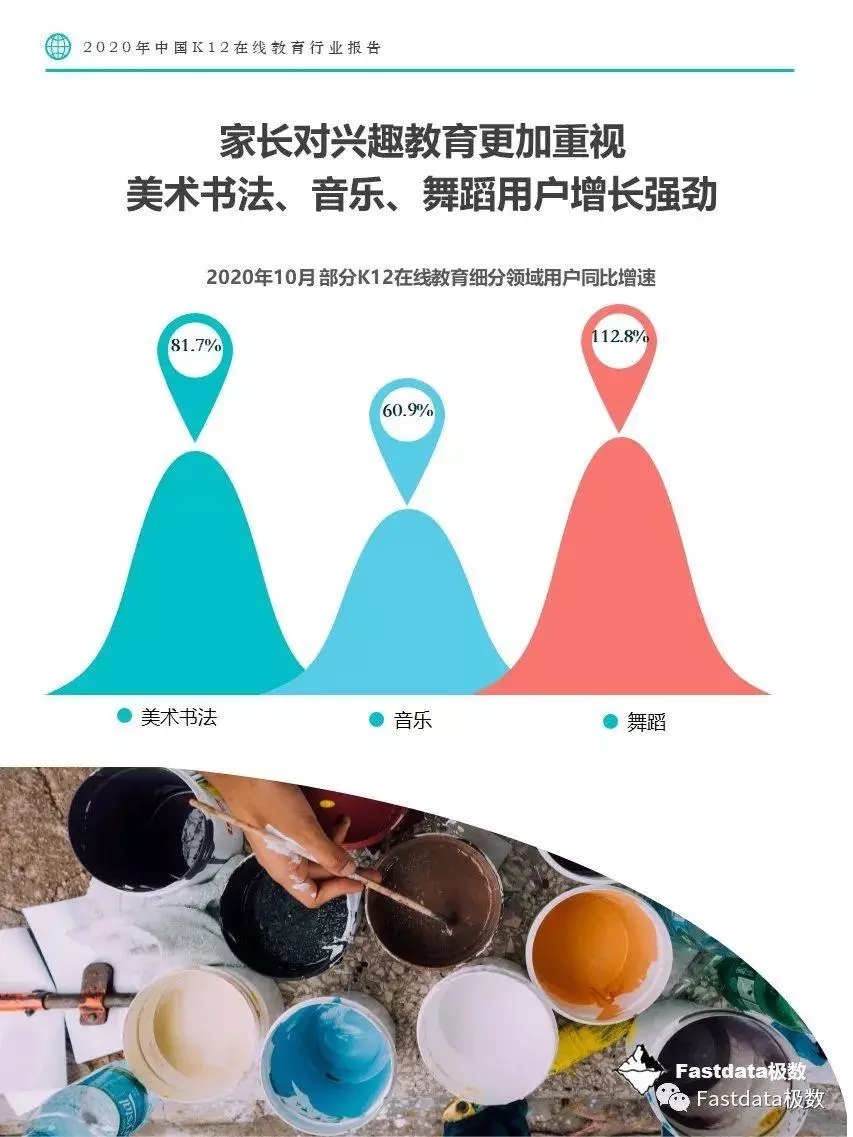 2020年中国K12在线教育行业报告
家长对兴趣教育更加重视
美术书法、音乐、舞蹈用户增长强劲
2020年10月部分K12在线教育细分领域用户同比增速
81.7%
60.9%
112.8%
美术书法
音乐
舞蹈
Fastdata极数
Fastdata极数